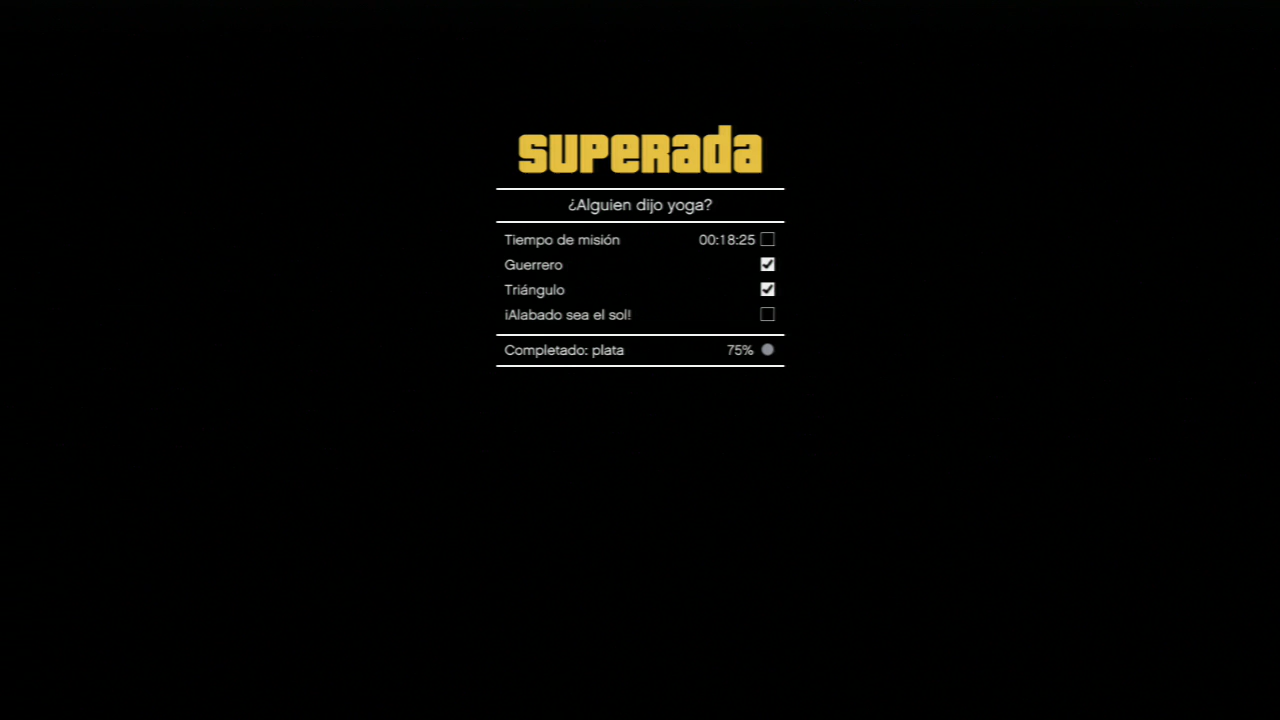 superada
¿Alguien dijo yoga?
Tiempo de misión 00:18:25
Guerrero
Triángulo
¡Alabado sea el sol!
Completado: plata 75%